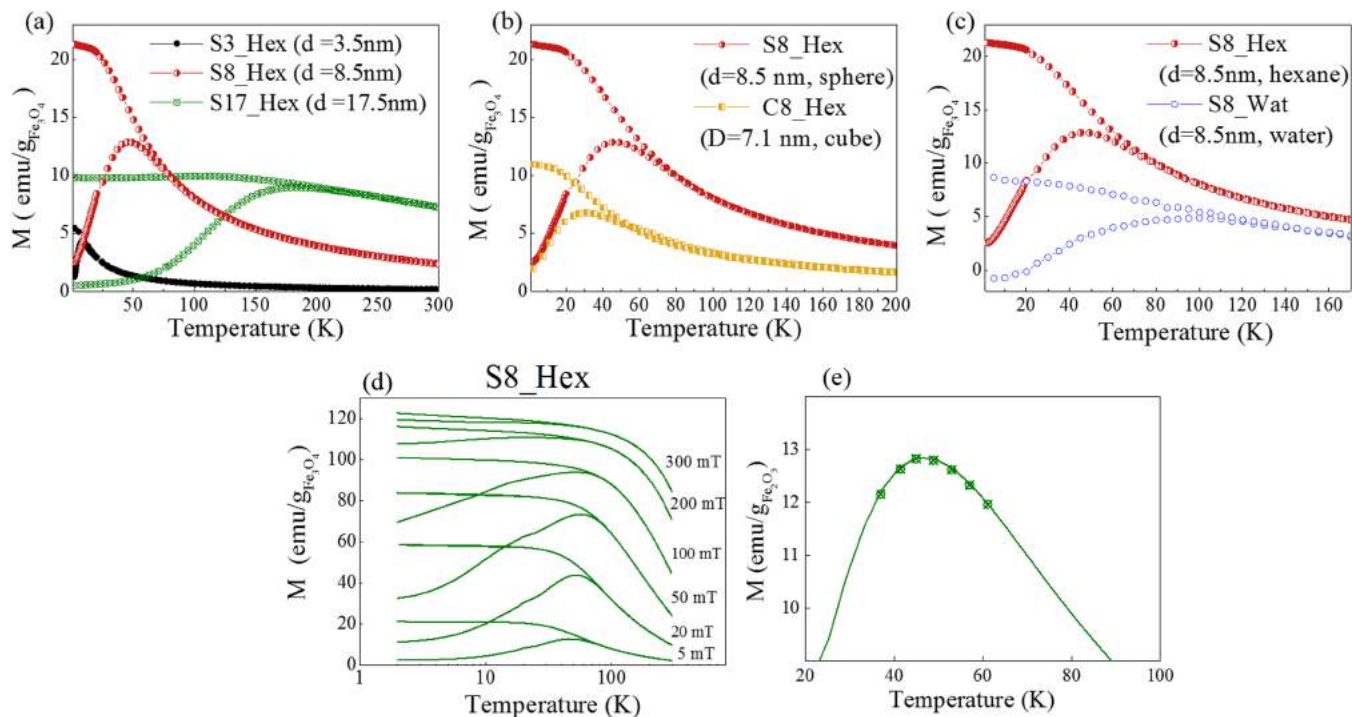 (a)
S3_Hex (d =3.5nm)
S8_Hex (d =8.5nm)
S17_Hex (d =17.5nm)
M ( emu/g_Fe₃O₄)
20
15
10
5
0
50 100 150 200 250 300
Temperature (K)
(b)
S8_Hex
(d=8.5 nm, sphere)
C8_Hex
(D=7.1 nm, cube)
M ( emu/g_Fe₃O₄)
20
15
10
5
0
20 40 60 80 100 120 140 160 180 200
Temperature (K)
(c)
S8_Hex
(d=8.5nm, hexane)
S8_Wat
(d=8.5nm, water)
M ( emu/g_Fe₃O₄)
20
15
10
5
0
20 40 60 80 100 120 140 160
Temperature (K)
(d)
S8_Hex
M (emu/g_Fe₃O₄)
120
100
80
60
40
20
0
300 mT
200 mT
100 mT
50 mT
20 mT
5 mT
1 10 100
Temperature (K)
(e)
M (emu/g_Fe₂O₃)
13
12
11
10
20 40 60 80 100
Temperature (K)